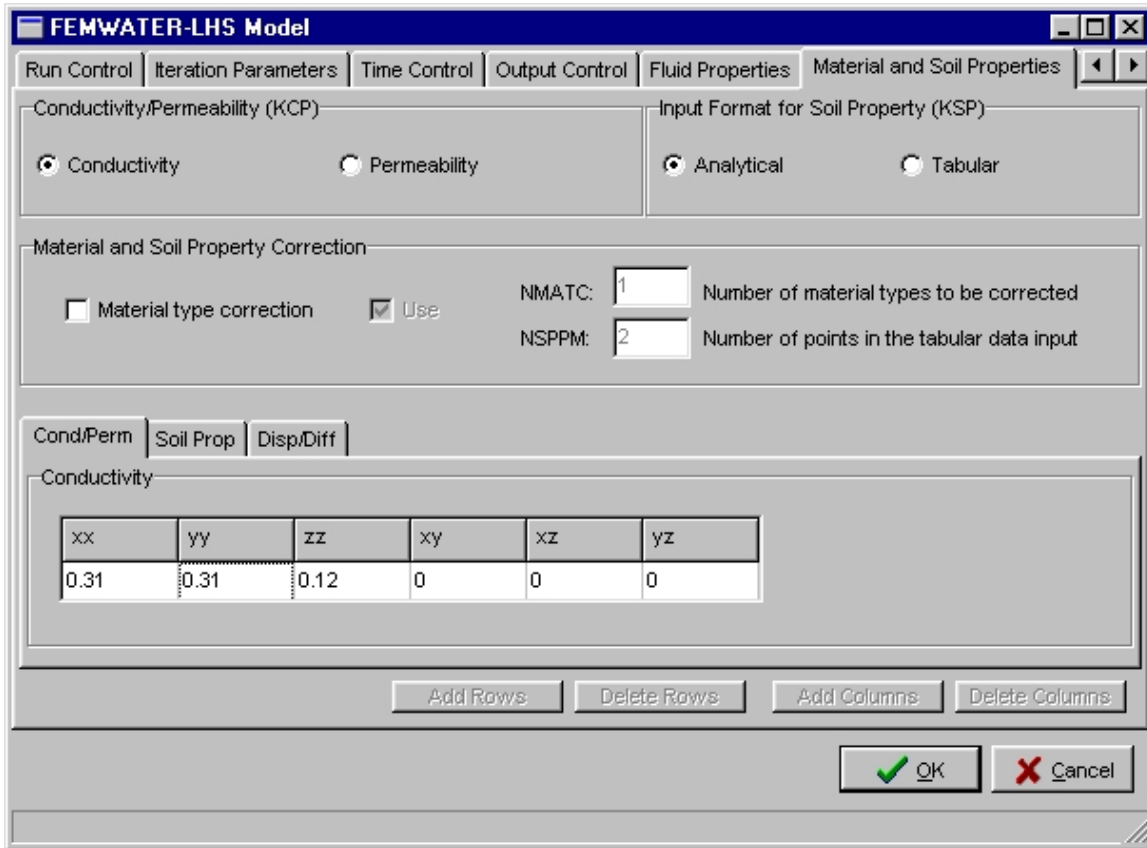 FEMWATER-LHS Model
Run Control Iteration Parameters Time Control Output Control Fluid Properties Material and Soil Properties
Conductivity/Permeability (KCP) Input Format for Soil Property (KSP)
Conductivity Permeability Analytical Tabular
Material and Soil Property Correction
Material type correction Use NMATC: 1 Number of material types to be corrected
NSPPM: 2 Number of points in the tabular data input
Cond/Perm Soil Prop Disp/Diff
Conductivity
xx yy zz xy xz yz
0.31 0.31 0.12 0 0 0
Add Rows Delete Rows Add Columns Delete Columns
OK Cancel